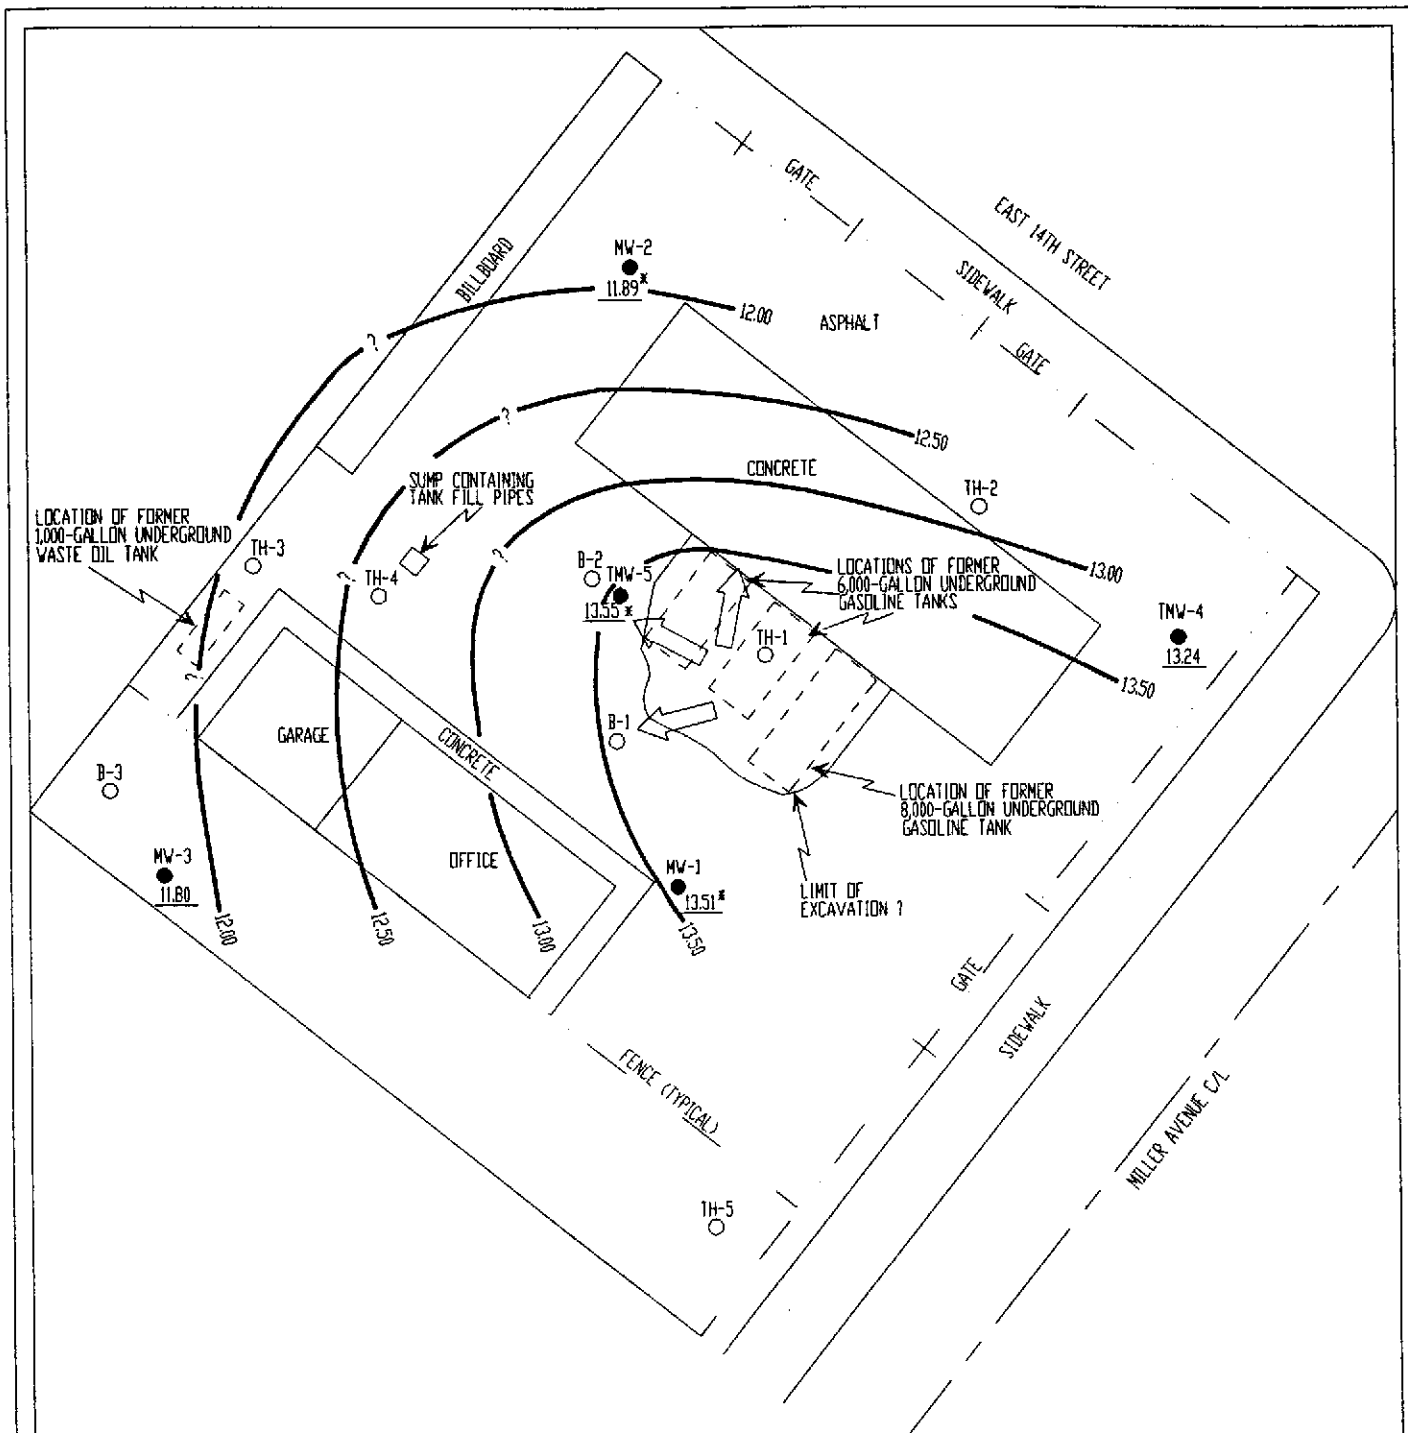 GATE
EAST 14TH STREET
MW-2
11.89*
BILLBOARD
SIDEWALK
12.00
ASPHALT
GATE
?
?
12.50
CONCRETE
SUMP CONTAINING
TANK FILL PIPES
TH-2
LOCATION OF FORMER
1,000-GALLON UNDERGROUND
WASTE OIL TANK
TH-3
?
?
TH-4
B-2
TMW-5
13.55*
LOCATIONS OF FORMER
6,000-GALLON UNDERGROUND
GASOLINE TANKS
13.00
TMW-4
13.24
TH-1
?
13.50
B-1
GARAGE
CONCRETE
B-3
LOCATION OF FORMER
8,000-GALLON UNDERGROUND
GASOLINE TANK
MW-3
11.80
OFFICE
MW-1
13.51*
LIMIT OF
EXCAVATION ?
12.00
12.50
13.00
13.50
GATE
SIDEWALK
FENCE (TYPICAL)
MILLER AVENUE C/L
TH-5